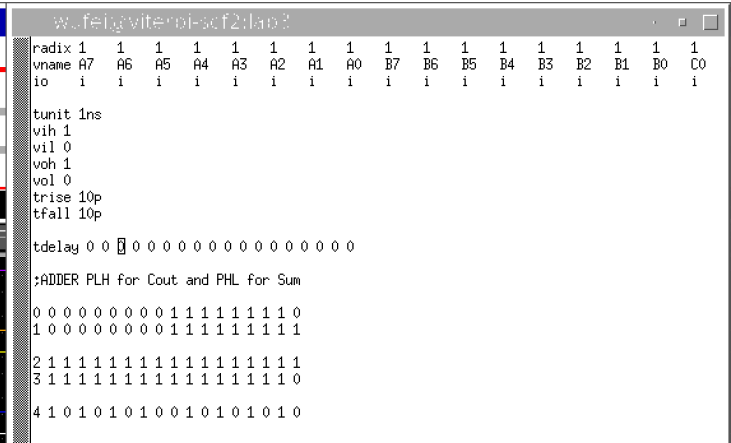 wufei@viterbi-scf2:lab3
radix 1 1 1 1 1 1 1 1 1 1 1 1 1 1 1 1 1
vname A7 A6 A5 A4 A3 A2 A1 A0 B7 B6 B5 B4 B3 B2 B1 B0 C0
io i i i i i i i i i i i i i i i i i
tunit 1ns
vih 1
vil 0
voh 1
vol 0
trise 10p
tfall 10p
tdelay 0 0 0 0 0 0 0 0 0 0 0 0 0 0 0 0 0 0
;ADDER PLH for Cout and PHL for Sum
0 0 0 0 0 0 0 0 0 1 1 1 1 1 1 1 1 0
1 0 0 0 0 0 0 0 0 1 1 1 1 1 1 1 1 1
2 1 1 1 1 1 1 1 1 1 1 1 1 1 1 1 1 1
3 1 1 1 1 1 1 1 1 1 1 1 1 1 1 1 1 0
4 1 0 1 0 1 0 1 0 0 1 0 1 0 1 0 1 0